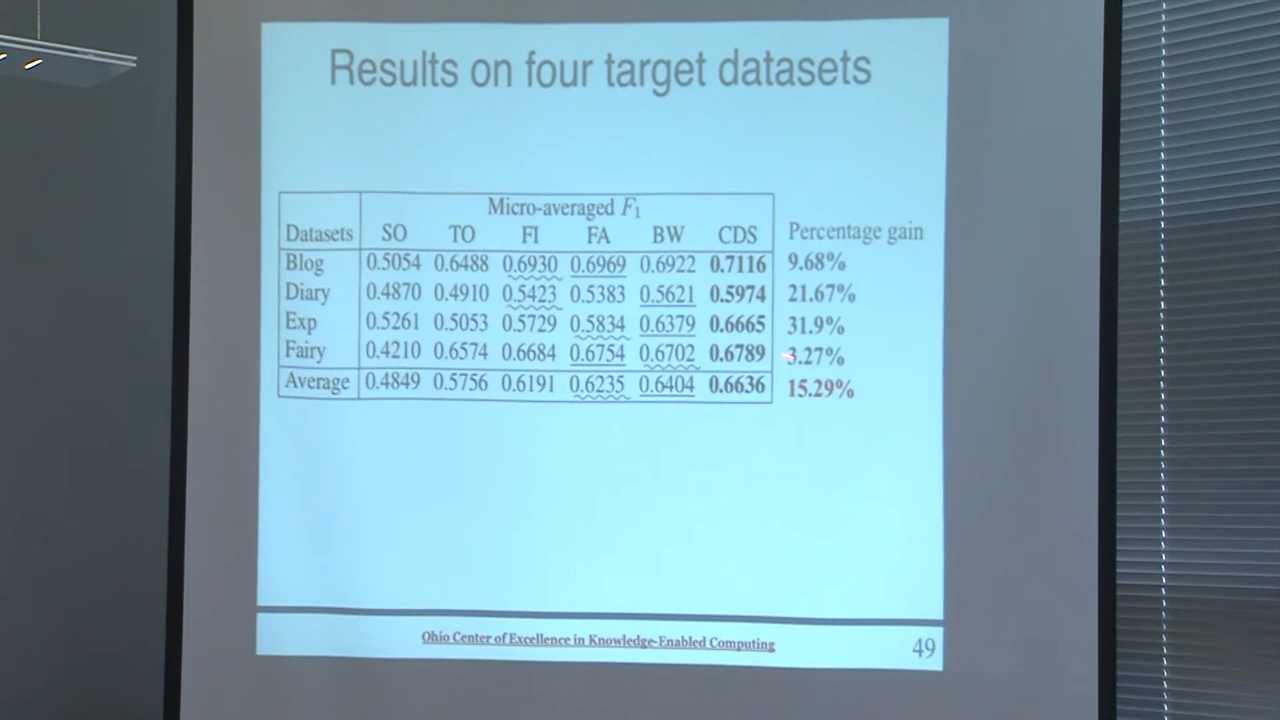 Results on four target datasets
Micro-averaged F1
Datasets SO TO FI FA BW CDS Percentage gain
Blog 0.5054 0.6488 0.6930 0.6969 0.6922 0.7116 9.68%
Diary 0.4870 0.4910 0.5423 0.5383 0.5621 0.5974 21.67%
Exp 0.5261 0.5053 0.5729 0.5834 0.6379 0.6665 31.9%
Fairy 0.4210 0.6574 0.6684 0.6754 0.6702 0.6789 3.27%
Average 0.4849 0.5756 0.6191 0.6235 0.6404 0.6636 15.29%
Ohio Center of Excellence in Knowledge-Enabled Computing
49